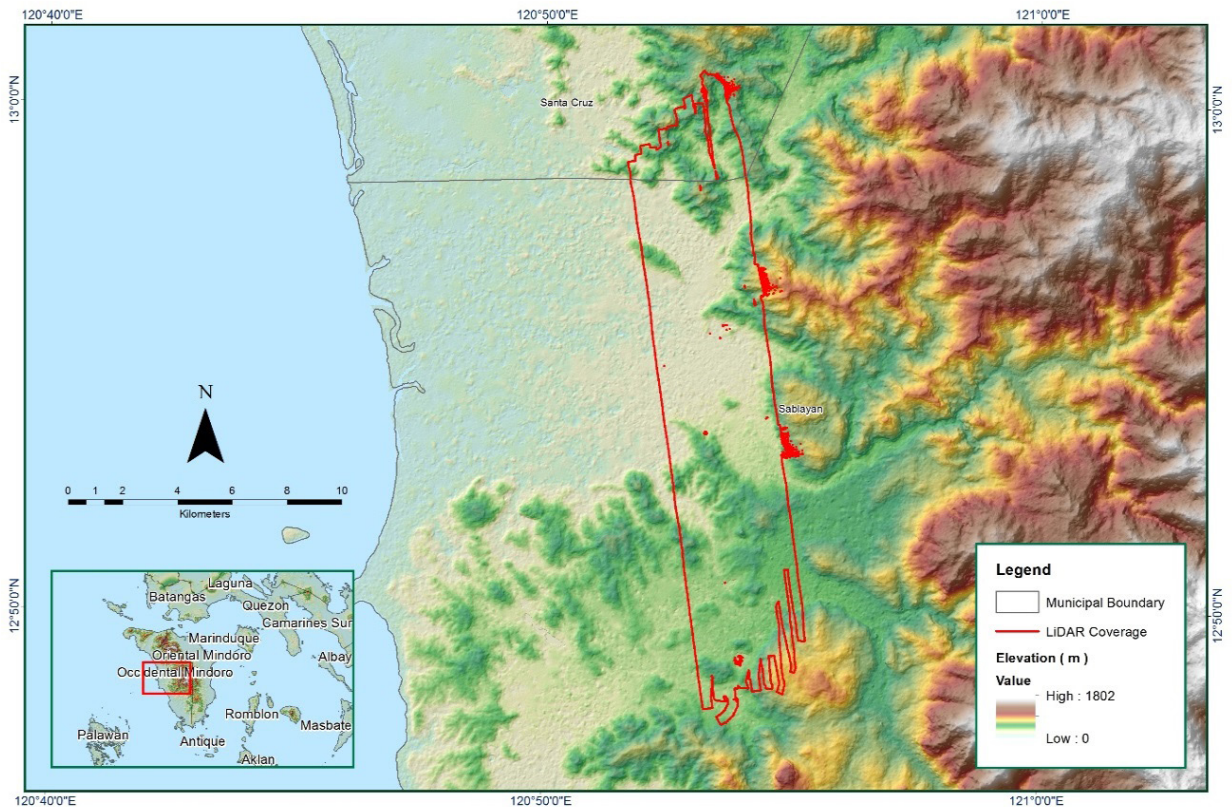 120°40'0"E 120°50'0"E 121°0'0"E
13°0'0"N
13°0'0"N
Santa Cruz
Sablayan
N
0 1 2 4 6 8 10
Kilometers
12°50'0"N
12°50'0"N
Laguna
Batangas
Quezon
Camarines Sur
Marinduque
Oriental Mindoro
Albay
Occidental Mindoro
Romblon
Masbate
Palawan
Antique
Aklan
Legend
Municipal Boundary
LiDAR Coverage
Elevation ( m )
Value
High : 1802
Low : 0
120°40'0"E 120°50'0"E 121°0'0"E